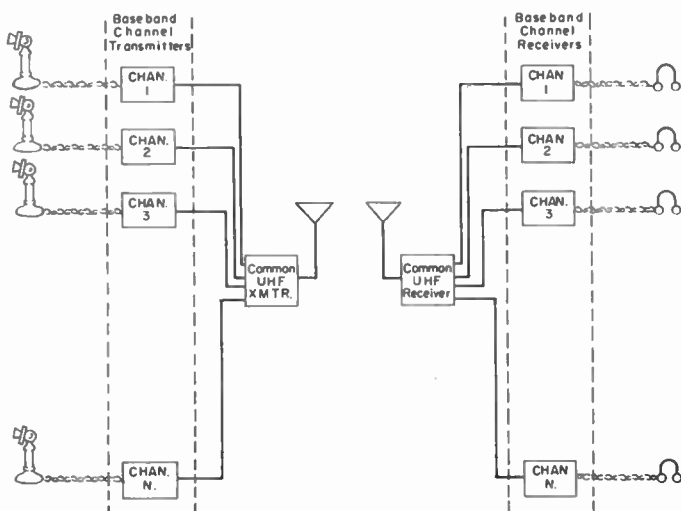 Baseband
Channel
Transmitters
CHAN.
1
CHAN.
2
CHAN.
3
Common
UHF
XMTR.
CHAN.
N.
Baseband
Channel
Receivers
CHAN
1
CHAN
2
CHAN
3
Common
UHF
Receiver
CHAN
N.